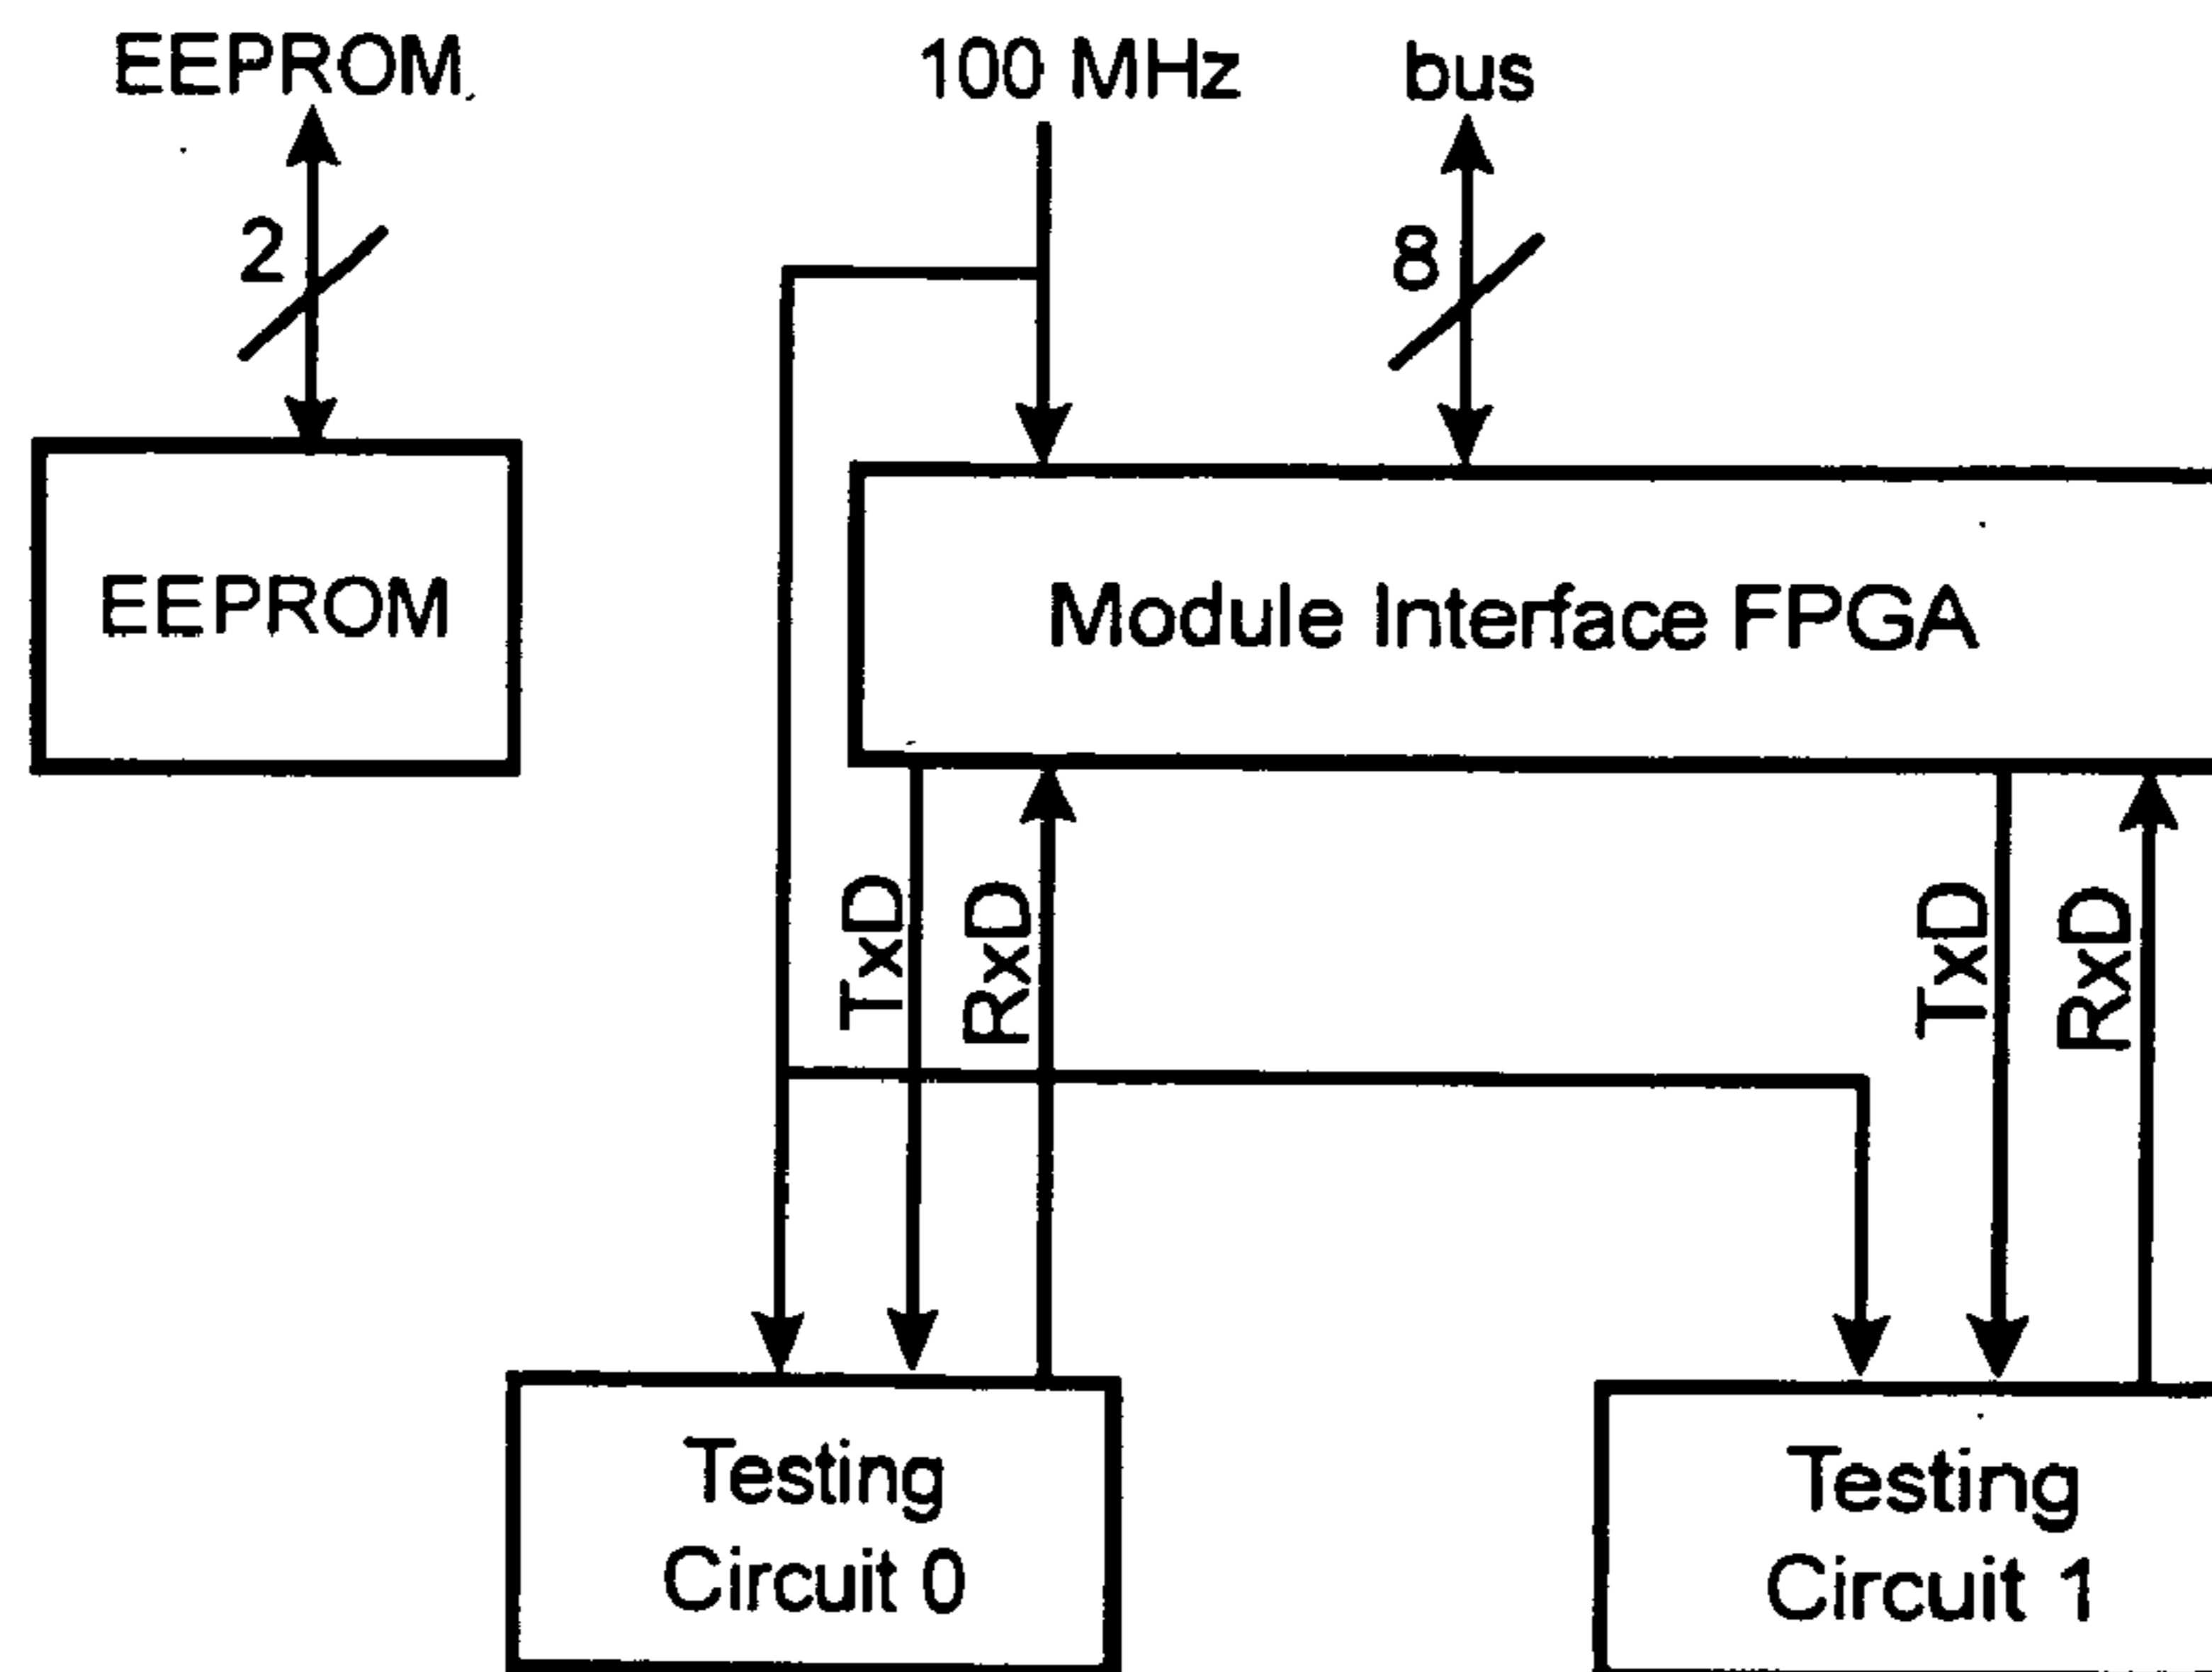 EEPROM
100 MHz
bus
2
8
EEPROM
Module Interface FPGA
TxD
RxD
TxD
RxD
Testing
Circuit 0
Testing
Circuit 1